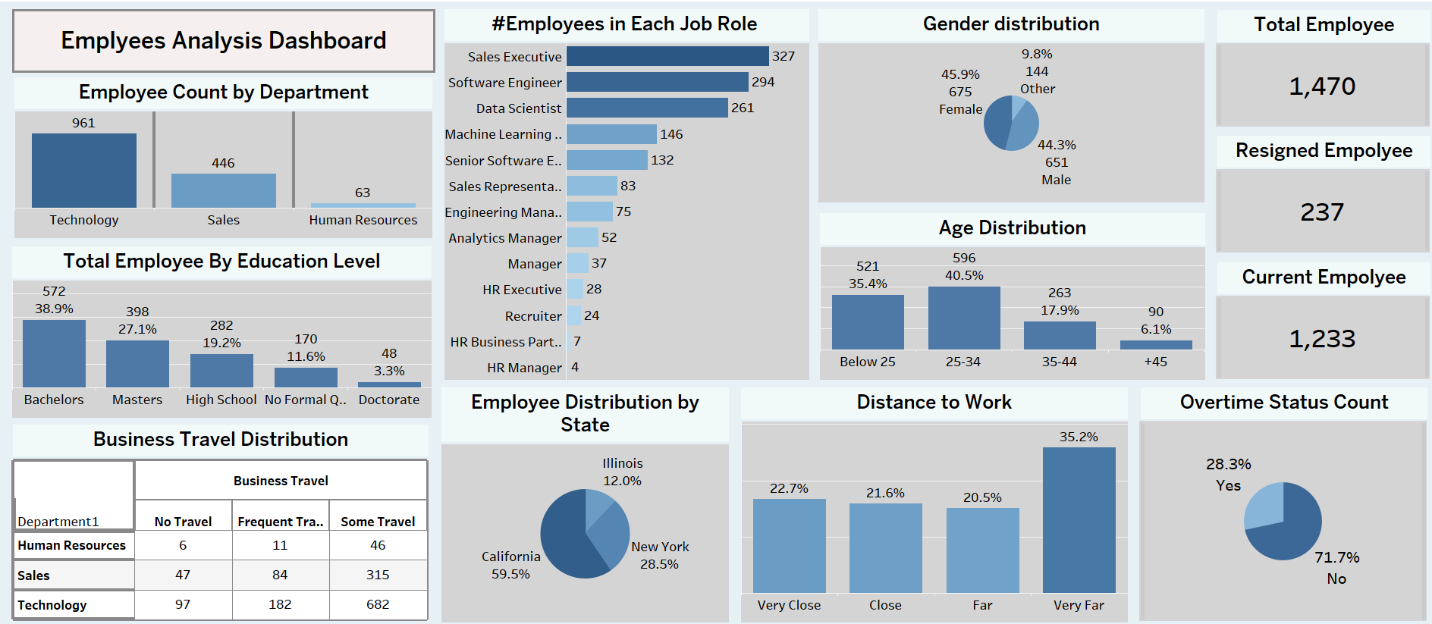 Emplyees Analysis Dashboard
Employee Count by Department
961
446
63
Technology
Sales
Human Resources
Total Employee By Education Level
572
38.9%
398
27.1%
282
19.2%
170
11.6%
48
3.3%
Bachelors
Masters
High School
No Formal Q..
Doctorate
Business Travel Distribution
Business Travel
Department1
No Travel
Frequent Tra..
Some Travel
Human Resources
6
11
46
Sales
47
84
315
Technology
97
182
682
#Employees in Each Job Role
Sales Executive
327
Software Engineer
294
Data Scientist
261
Machine Learning ..
146
Senior Software E..
132
Sales Representa..
83
Engineering Mana..
75
Analytics Manager
52
Manager
37
HR Executive
28
Recruiter
24
HR Business Part..
7
HR Manager
4
Gender distribution
9.8%
144
Other
45.9%
675
Female
44.3%
651
Male
Age Distribution
521
35.4%
596
40.5%
263
17.9%
90
6.1%
Below 25
25-34
35-44
+45
Total Employee
1,470
Resigned Empolyee
237
Current Empolyee
1,233
Employee Distribution by
State
Illinois
12.0%
New York
28.5%
California
59.5%
Distance to Work
22.7%
21.6%
20.5%
35.2%
Very Close
Close
Far
Very Far
Overtime Status Count
28.3%
Yes
71.7%
No